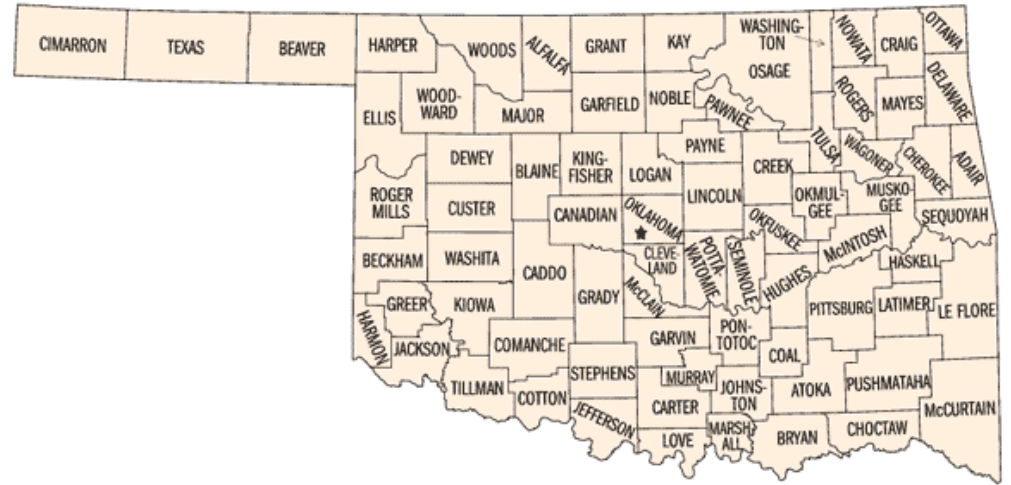 CIMARRON
TEXAS
BEAVER
HARPER
WOODS
ALFALFA
GRANT
KAY
WASHING-
TON
OSAGE
NOWATA
CRAIG
OTTAWA
ELLIS
WOOD-
WARD
MAJOR
GARFIELD
NOBLE
PAWNEE
ROGERS
MAYES
DELAWARE
DEWEY
BLAINE
KING-
FISHER
LOGAN
PAYNE
CREEK
TULSA
WAGONER
CHEROKEE
ADAIR
ROGER
MILLS
CUSTER
CANADIAN
OKLAHOMA
LINCOLN
OKFUSKEE
OKMUL-
GEE
MUSKO-
GEE
SEQUOYAH
BECKHAM
WASHITA
CADDO
GRADY
CLEVE-
LAND
McCLAIN
POTTA-
WATOMIE
SEMINOLE
HUGHES
McINTOSH
HASKELL
GREER
KIOWA
HARMON
JACKSON
COMANCHE
GARVIN
PON-
TOTOC
PITTSBURG
LATIMER
LE FLORE
TILLMAN
COTTON
STEPHENS
MURRAY
JOHNS-
TON
COAL
ATOKA
PUSHMATAHA
McCURTAIN
JEFFERSON
CARTER
LOVE
MARSH-
ALL
BRYAN
CHOCTAW